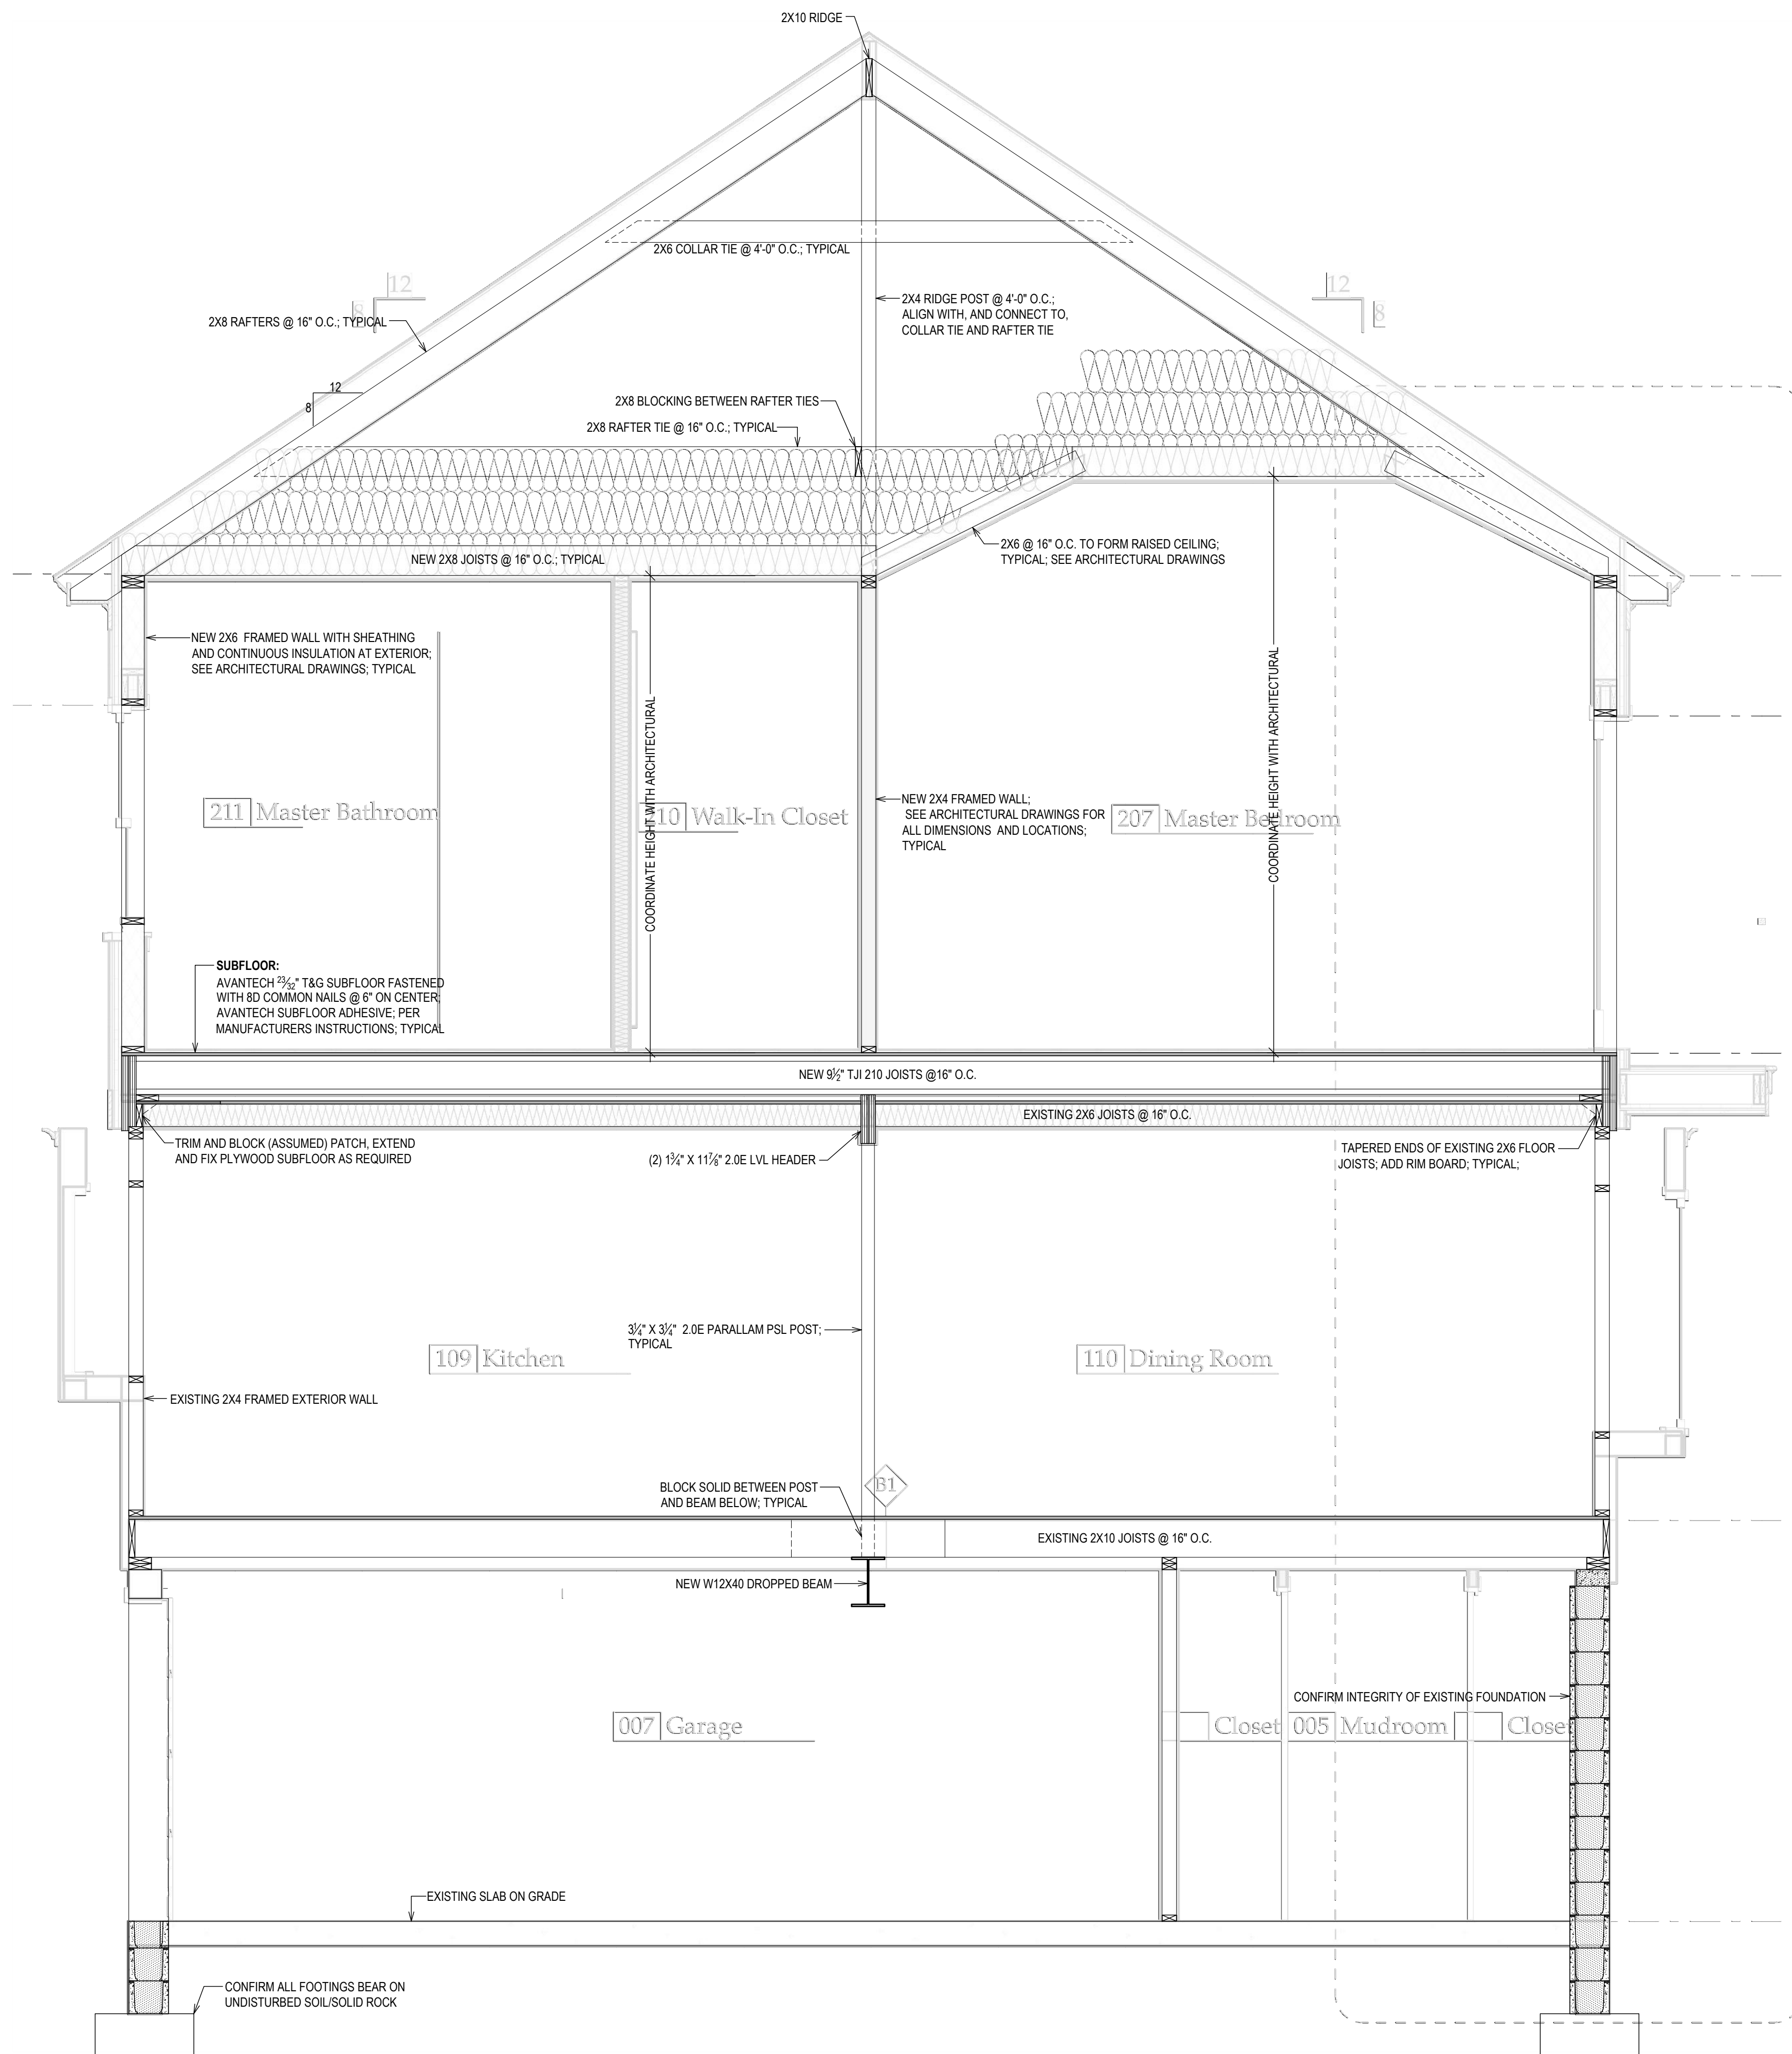 2X10 RIDGE
2X6 COLLAR TIE @ 4'-0" O.C.; TYPICAL
12
8
12
8
2X4 RIDGE POST @ 4'-0" O.C.;
ALIGN WITH, AND CONNECT TO,
COLLAR TIE AND RAFTER TIE
2X8 RAFTERS @ 16" O.C.; TYPICAL
12
8
2X8 BLOCKING BETWEEN RAFTER TIES
2X8 RAFTER TIE @ 16" O.C.; TYPICAL
2X6 @ 16" O.C. TO FORM RAISED CEILING;
TYPICAL; SEE ARCHITECTURAL DRAWINGS
NEW 2X8 JOISTS @ 16" O.C.; TYPICAL
NEW 2X6 FRAMED WALL WITH SHEATHING
AND CONTINUOUS INSULATION AT EXTERIOR;
SEE ARCHITECTURAL DRAWINGS; TYPICAL
COORDINATE HEIGHT WITH ARCHITECTURAL
COORDINATE HEIGHT WITH ARCHITECTURAL
211 Master Bathroom
10 Walk-In Closet
NEW 2X4 FRAMED WALL;
SEE ARCHITECTURAL DRAWINGS FOR
ALL DIMENSIONS AND LOCATIONS;
TYPICAL
207 Master Bedroom
SUBFLOOR:
AVANTECH 23⁄32" T&G SUBFLOOR FASTENED
WITH 8D COMMON NAILS @ 6" ON CENTER;
AVANTECH SUBFLOOR ADHESIVE; PER
MANUFACTURERS INSTRUCTIONS; TYPICAL
NEW 9½" TJI 210 JOISTS @16" O.C.
EXISTING 2X6 JOISTS @ 16" O.C.
TRIM AND BLOCK (ASSUMED) PATCH, EXTEND
AND FIX PLYWOOD SUBFLOOR AS REQUIRED
(2) 1¾" X 11⅞" 2.0E LVL HEADER
TAPERED ENDS OF EXISTING 2X6 FLOOR
JOISTS; ADD RIM BOARD; TYPICAL;
3¼" X 3¼" 2.0E PARALLAM PSL POST;
TYPICAL
109 Kitchen
110 Dining Room
EXISTING 2X4 FRAMED EXTERIOR WALL
BLOCK SOLID BETWEEN POST
AND BEAM BELOW; TYPICAL
B1
EXISTING 2X10 JOISTS @ 16" O.C.
NEW W12X40 DROPPED BEAM
CONFIRM INTEGRITY OF EXISTING FOUNDATION
007 Garage
Closet 005 Mudroom Close
EXISTING SLAB ON GRADE
CONFIRM ALL FOOTINGS BEAR ON
UNDISTURBED SOIL/SOLID ROCK